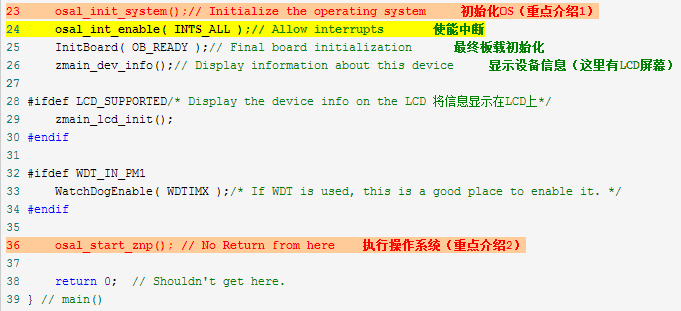 23 osal_init_system();// Initialize the operating system 初始化OS（重点介绍1）
24 osal_int_enable( INTS_ALL );// Allow interrupts 使能中断
25 InitBoard( OB_READY );// Final board initialization 最终板载初始化
26 zmain_dev_info();// Display information about this device 显示设备信息（这里有LCD屏幕）
27
28 #ifdef LCD_SUPPORTED/* Display the device info on the LCD 将信息显示在LCD上*/
29 zmain_lcd_init();
30 #endif
31
32 #ifdef WDT_IN_PM1
33 WatchDogEnable( WDTIMX );/* If WDT is used, this is a good place to enable it. */
34 #endif
35
36 osal_start_znp(); // No Return from here 执行操作系统（重点介绍2）
37
38 return 0; // Shouldn't get here.
39 } // main()